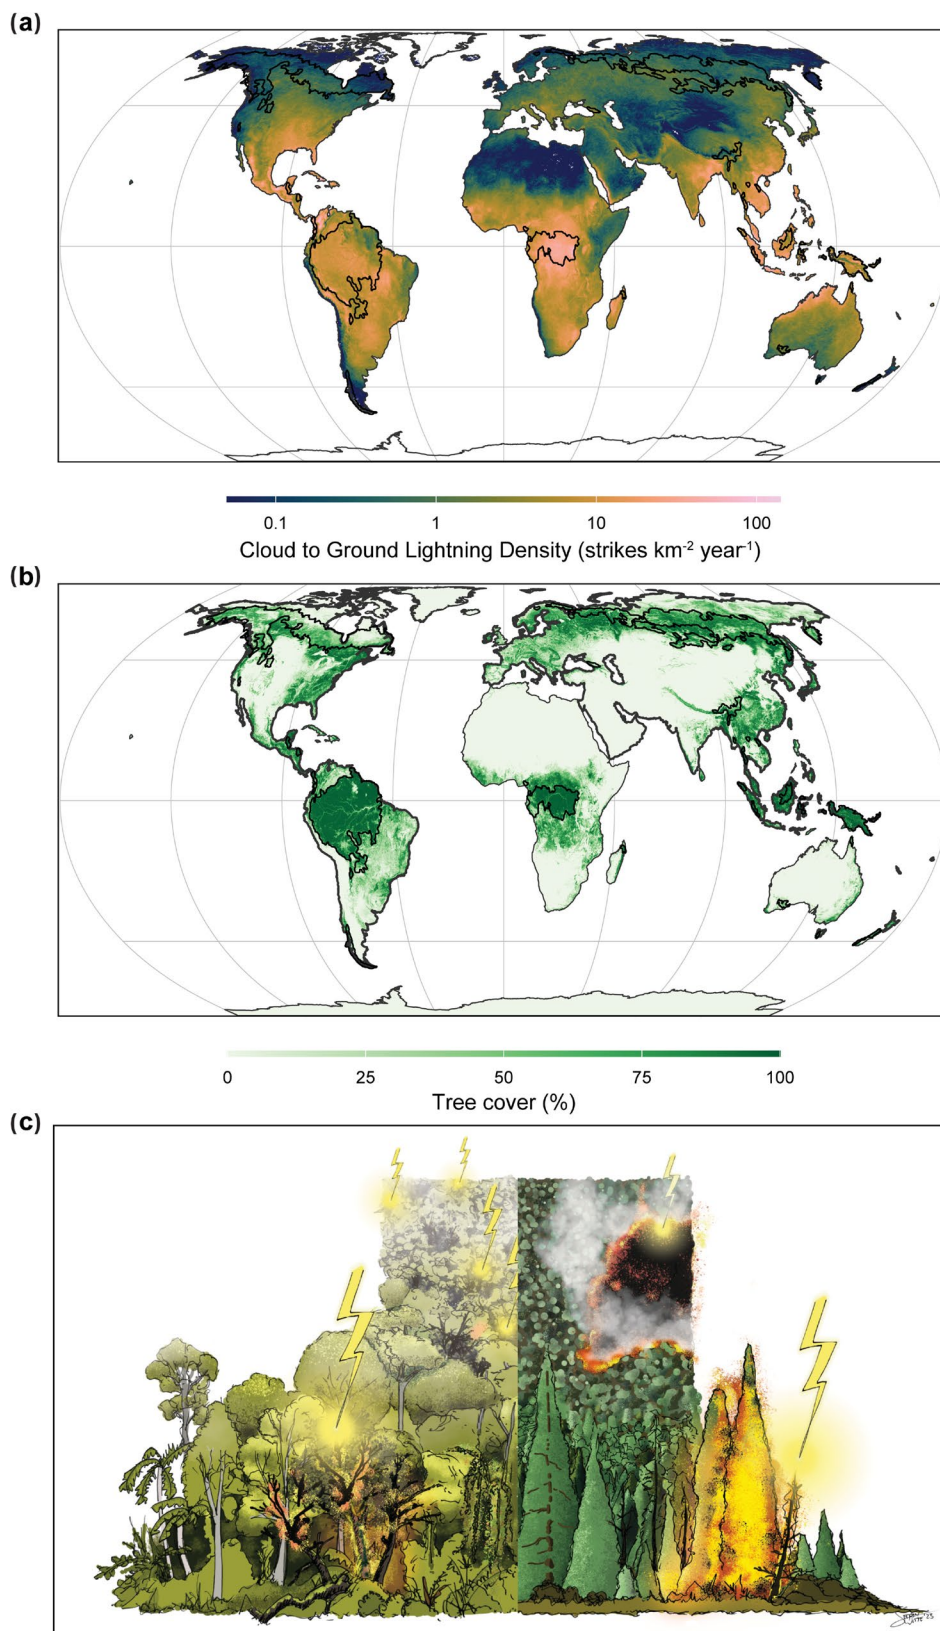 (a)
0.1 1 10 100
Cloud to Ground Lightning Density (strikes km⁻² year⁻¹)
(b)
0 25 50 75 100
Tree cover (%)
(c)